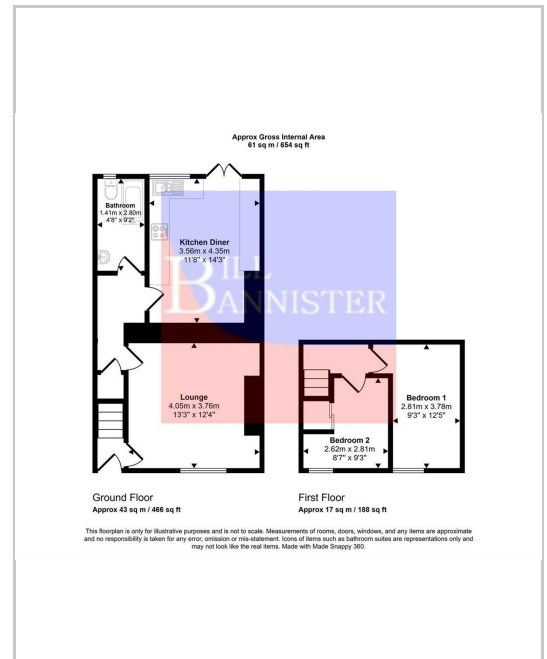 Approx Gross Internal Area
61 sq m / 654 sq ft
Bathroom
1.41m x 2.80m
4'8" x 9'2"
Kitchen Diner
3.56m x 4.35m
11'8" x 14'3"
BILL
BANNISTER
Lounge
4.05m x 3.76m
13'3" x 12'4"
Bedroom 1
2.81m x 3.78m
9'3" x 12'5"
Bedroom 2
2.62m x 2.81m
8'7" x 9'3"
Ground Floor
Approx 43 sq m / 466 sq ft
First Floor
Approx 17 sq m / 188 sq ft
This floorplan is only for illustrative purposes and is not to scale. Measurements of rooms, doors, windows, and any items are approximate
and no responsibility is taken for any error, omission or mis-statement. Icons of items such as bathroom suites are representations only and
may not look like the real items. Made with Made Snappy 360.